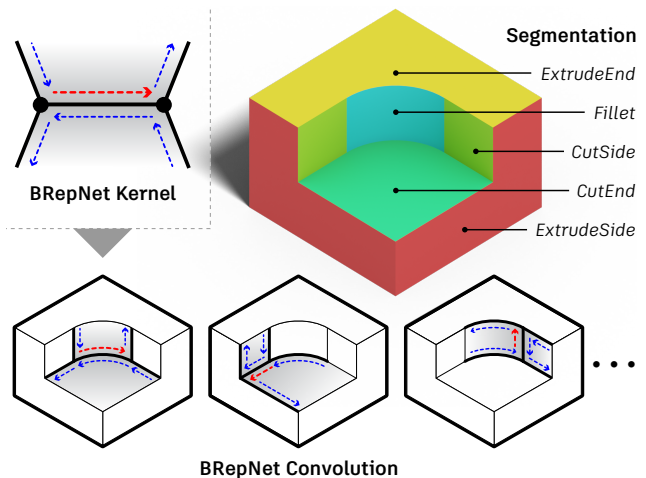 Segmentation
ExtrudeEnd
Fillet
CutSide
BRepNet Kernel
CutEnd
ExtrudeSide
BRepNet Convolution